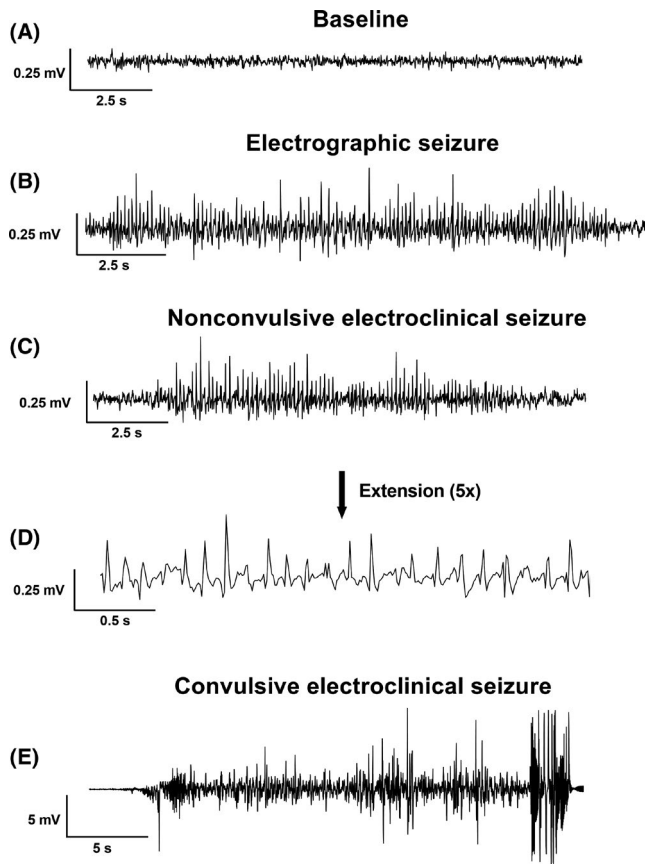 Baseline
(A)
0.25 mV
2.5 s
Electrographic seizure
(B)
0.25 mV
2.5 s
Nonconvulsive electroclinical seizure
(C)
0.25 mV
2.5 s
Extension (5x)
(D)
0.25 mV
0.5 s
Convulsive electroclinical seizure
(E)
5 mV
5 s